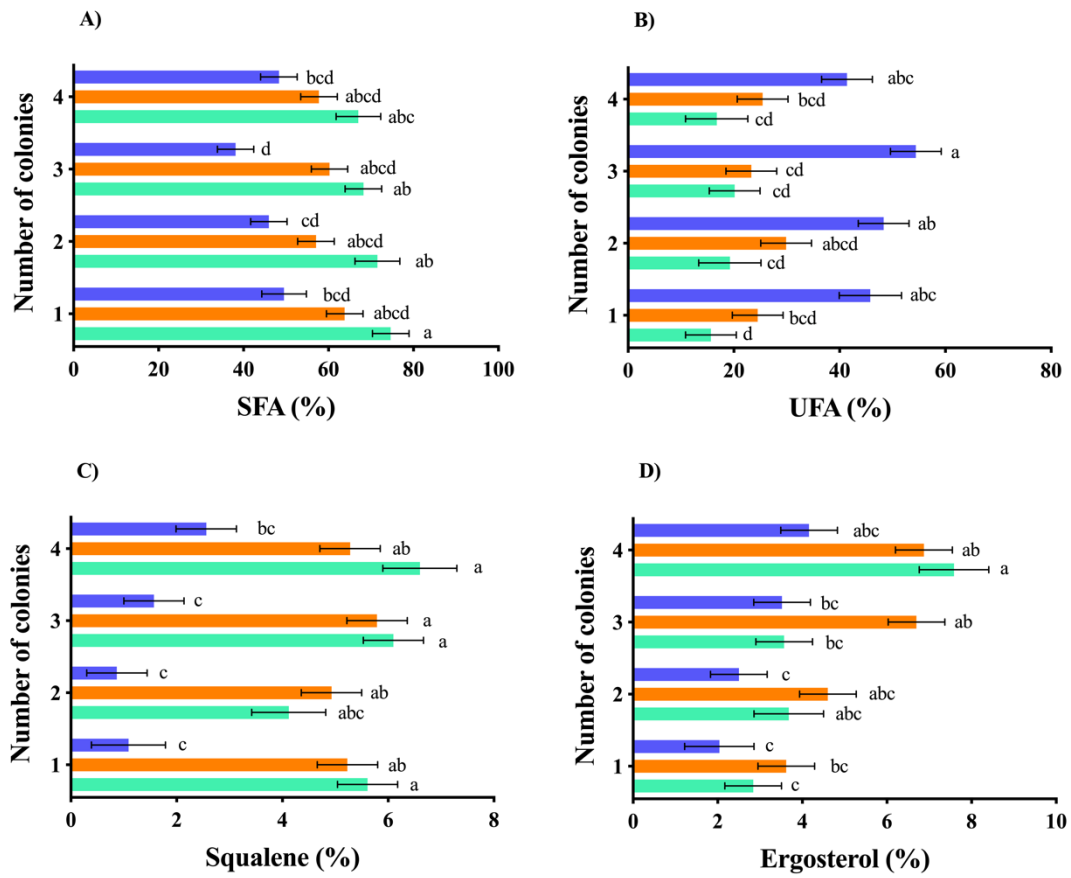 A)
Number of colonies
4
bcd
abcd
abc
3
d
abcd
ab
2
cd
abcd
ab
1
bcd
abcd
a
0 20 40 60 80 100
SFA (%)
B)
Number of colonies
4
abc
bcd
cd
3
a
cd
cd
2
ab
abcd
cd
1
abc
bcd
d
0 20 40 60 80
UFA (%)
C)
Number of colonies
4
bc
ab
a
3
c
a
a
2
c
ab
abc
1
c
ab
a
0 2 4 6 8
Squalene (%)
D)
Number of colonies
4
abc
ab
a
3
bc
ab
bc
2
c
abc
abc
1
c
bc
c
0 2 4 6 8 10
Ergosterol (%)